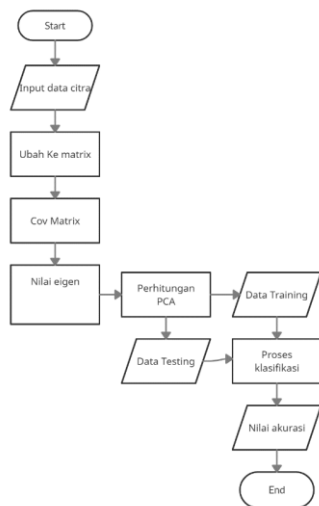 Start
Input data citra
Ubah Ke matrix
Cov Matrix
Nilai eigen
Perhitungan
PCA
Data Training
Data Testing
Proses
klasifikasi
Nilai akurasi
End